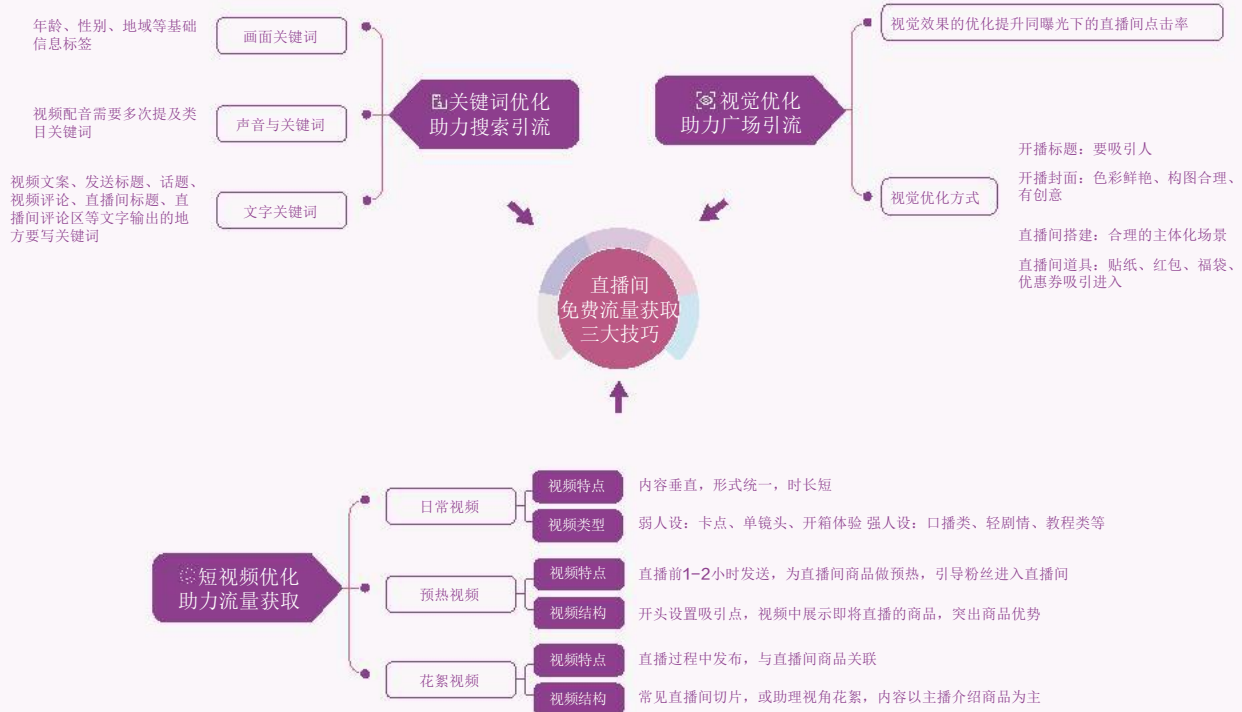 年龄、性别、地域等基础
信息标签
画面关键词
视频配音需要多次提及类
目关键词
声音与关键词
视频文案、发送标题、话题、
视频评论、直播间标题、直
播间评论区等文字输出的地
方要写关键词
文字关键词
关键词优化
助力搜索引流
视觉优化
助力广场引流
视觉效果的优化提升同曝光下的直播间点击率
视觉优化方式
开播标题：要吸引人
开播封面：色彩鲜艳、构图合理、
有创意
直播间搭建：合理的主体化场景
直播间道具：贴纸、红包、福袋、
优惠券吸引进入
直播间
免费流量获取
三大技巧
短视频优化
助力流量获取
日常视频
视频特点
内容垂直，形式统一，时长短
视频类型
弱人设：卡点、单镜头、开箱体验 强人设：口播类、轻剧情、教程类等
预热视频
视频特点
直播前1-2小时发送，为直播间商品做预热，引导粉丝进入直播间
视频结构
开头设置吸引点，视频中展示即将直播的商品，突出商品优势
花絮视频
视频特点
直播过程中发布，与直播间商品关联
视频结构
常见直播间切片，或助理视角花絮，内容以主播介绍商品为主